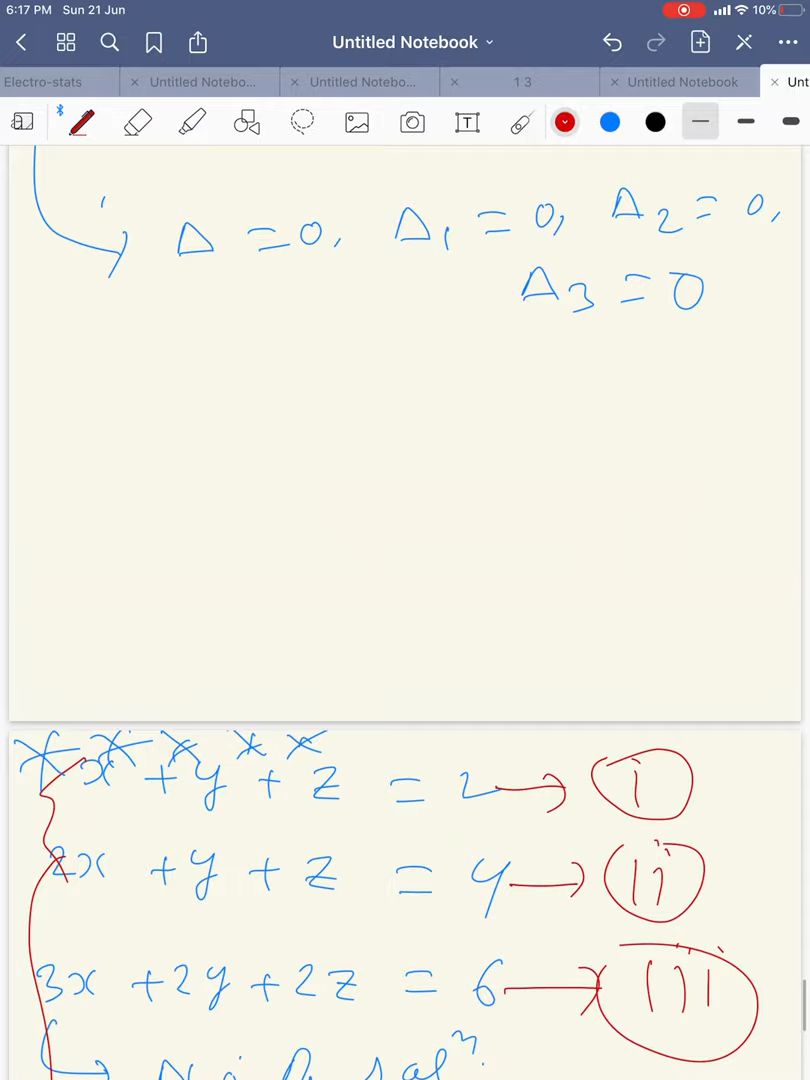 6:17 PM Sun 21 Jun 10%
Untitled Notebook
Electro-stats Untitled Notebo... Untitled Notebo... 1 3 Untitled Notebook Unt
Δ = 0, Δ1 = 0, Δ2 = 0,
Δ3 = 0
x + y + z = 2 → i
2x + y + z = 4 → ii
3x + 2y + 2z = 6 → iii